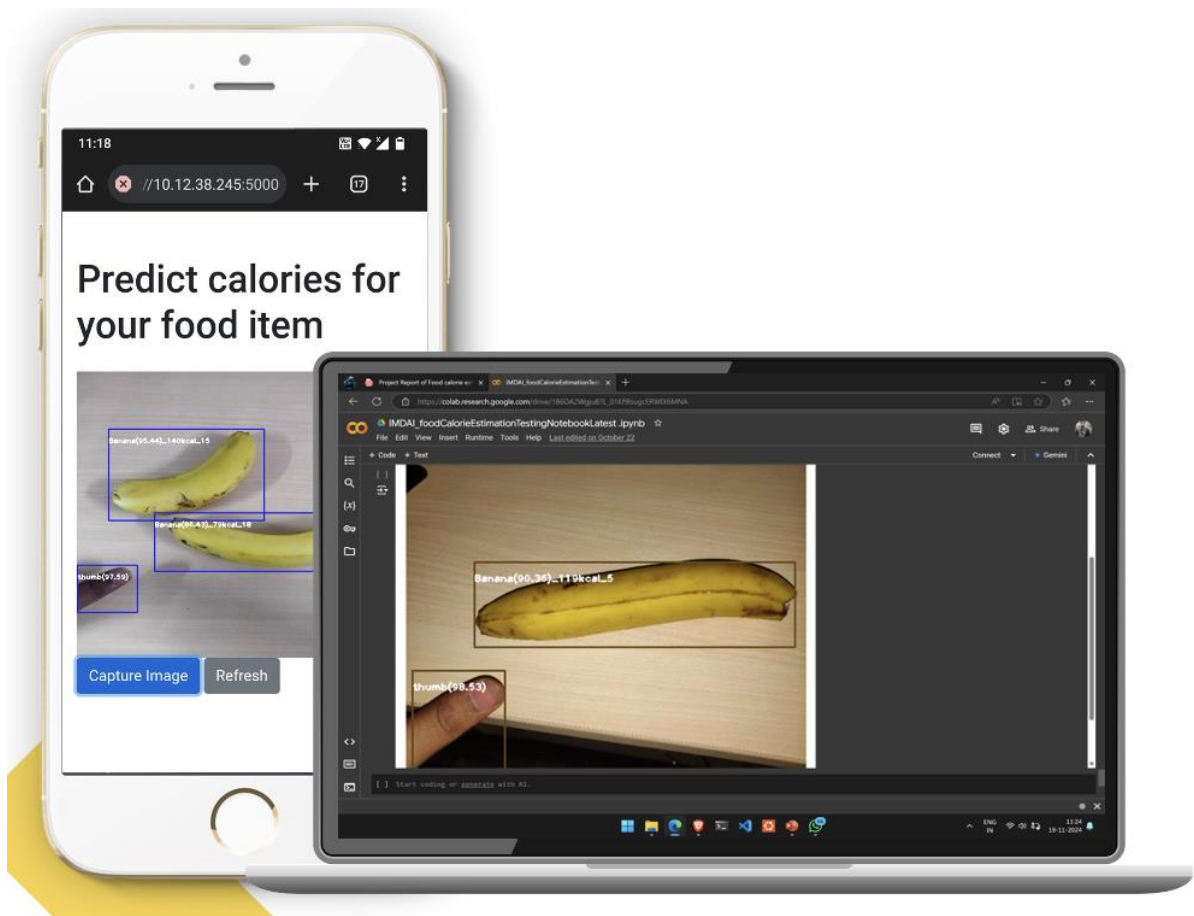 11:18
//10.12.38.245:5000
17
Predict calories for
your food item
Banana(95.44)_140kcal_15
Banana(86.43)_79kcal_18
thumb(97.59)
Capture Image
Refresh
Project Report of Food calorie es
IMDAI_foodCalorieEstimationTes
IMDAI_foodCalorieEstimationTestingNotebookLatest .ipynb
File Edit View Insert Runtime Tools Help Last edited on October 22
Share
+ Code + Text
Connect
Gemini
Banana(90.36)_119kcal_5
thumb(98.53)
[ ] Start coding or generate with AI.
ENG
IN
11:24
19-11-2024